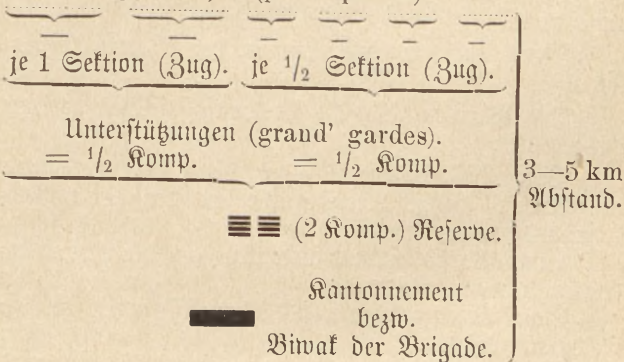 je 1 Sektion (Zug). je 1/2 Sektion (Zug).
Unterstützungen (grand' gardes).
= 1/2 Komp. = 1/2 Komp.
3—5 km
Abstand.
(2 Komp.) Reserve.
Kantonnement
bezw.
Biwak der Brigade.